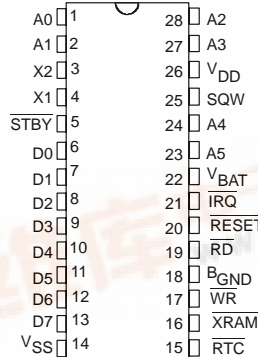 A0 1 28 A2
A1 2 27 A3
X2 3 26 VDD
X1 4 25 SQW
STBY 5 24 A4
D0 6 23 A5
D1 7 22 VBAT
D2 8 21 IRQ
D3 9 20 RESET
D4 10 19 RD
D5 11 18 BGND
D6 12 17 WR
D7 13 16 XRAM
VSS 14 15 RTC